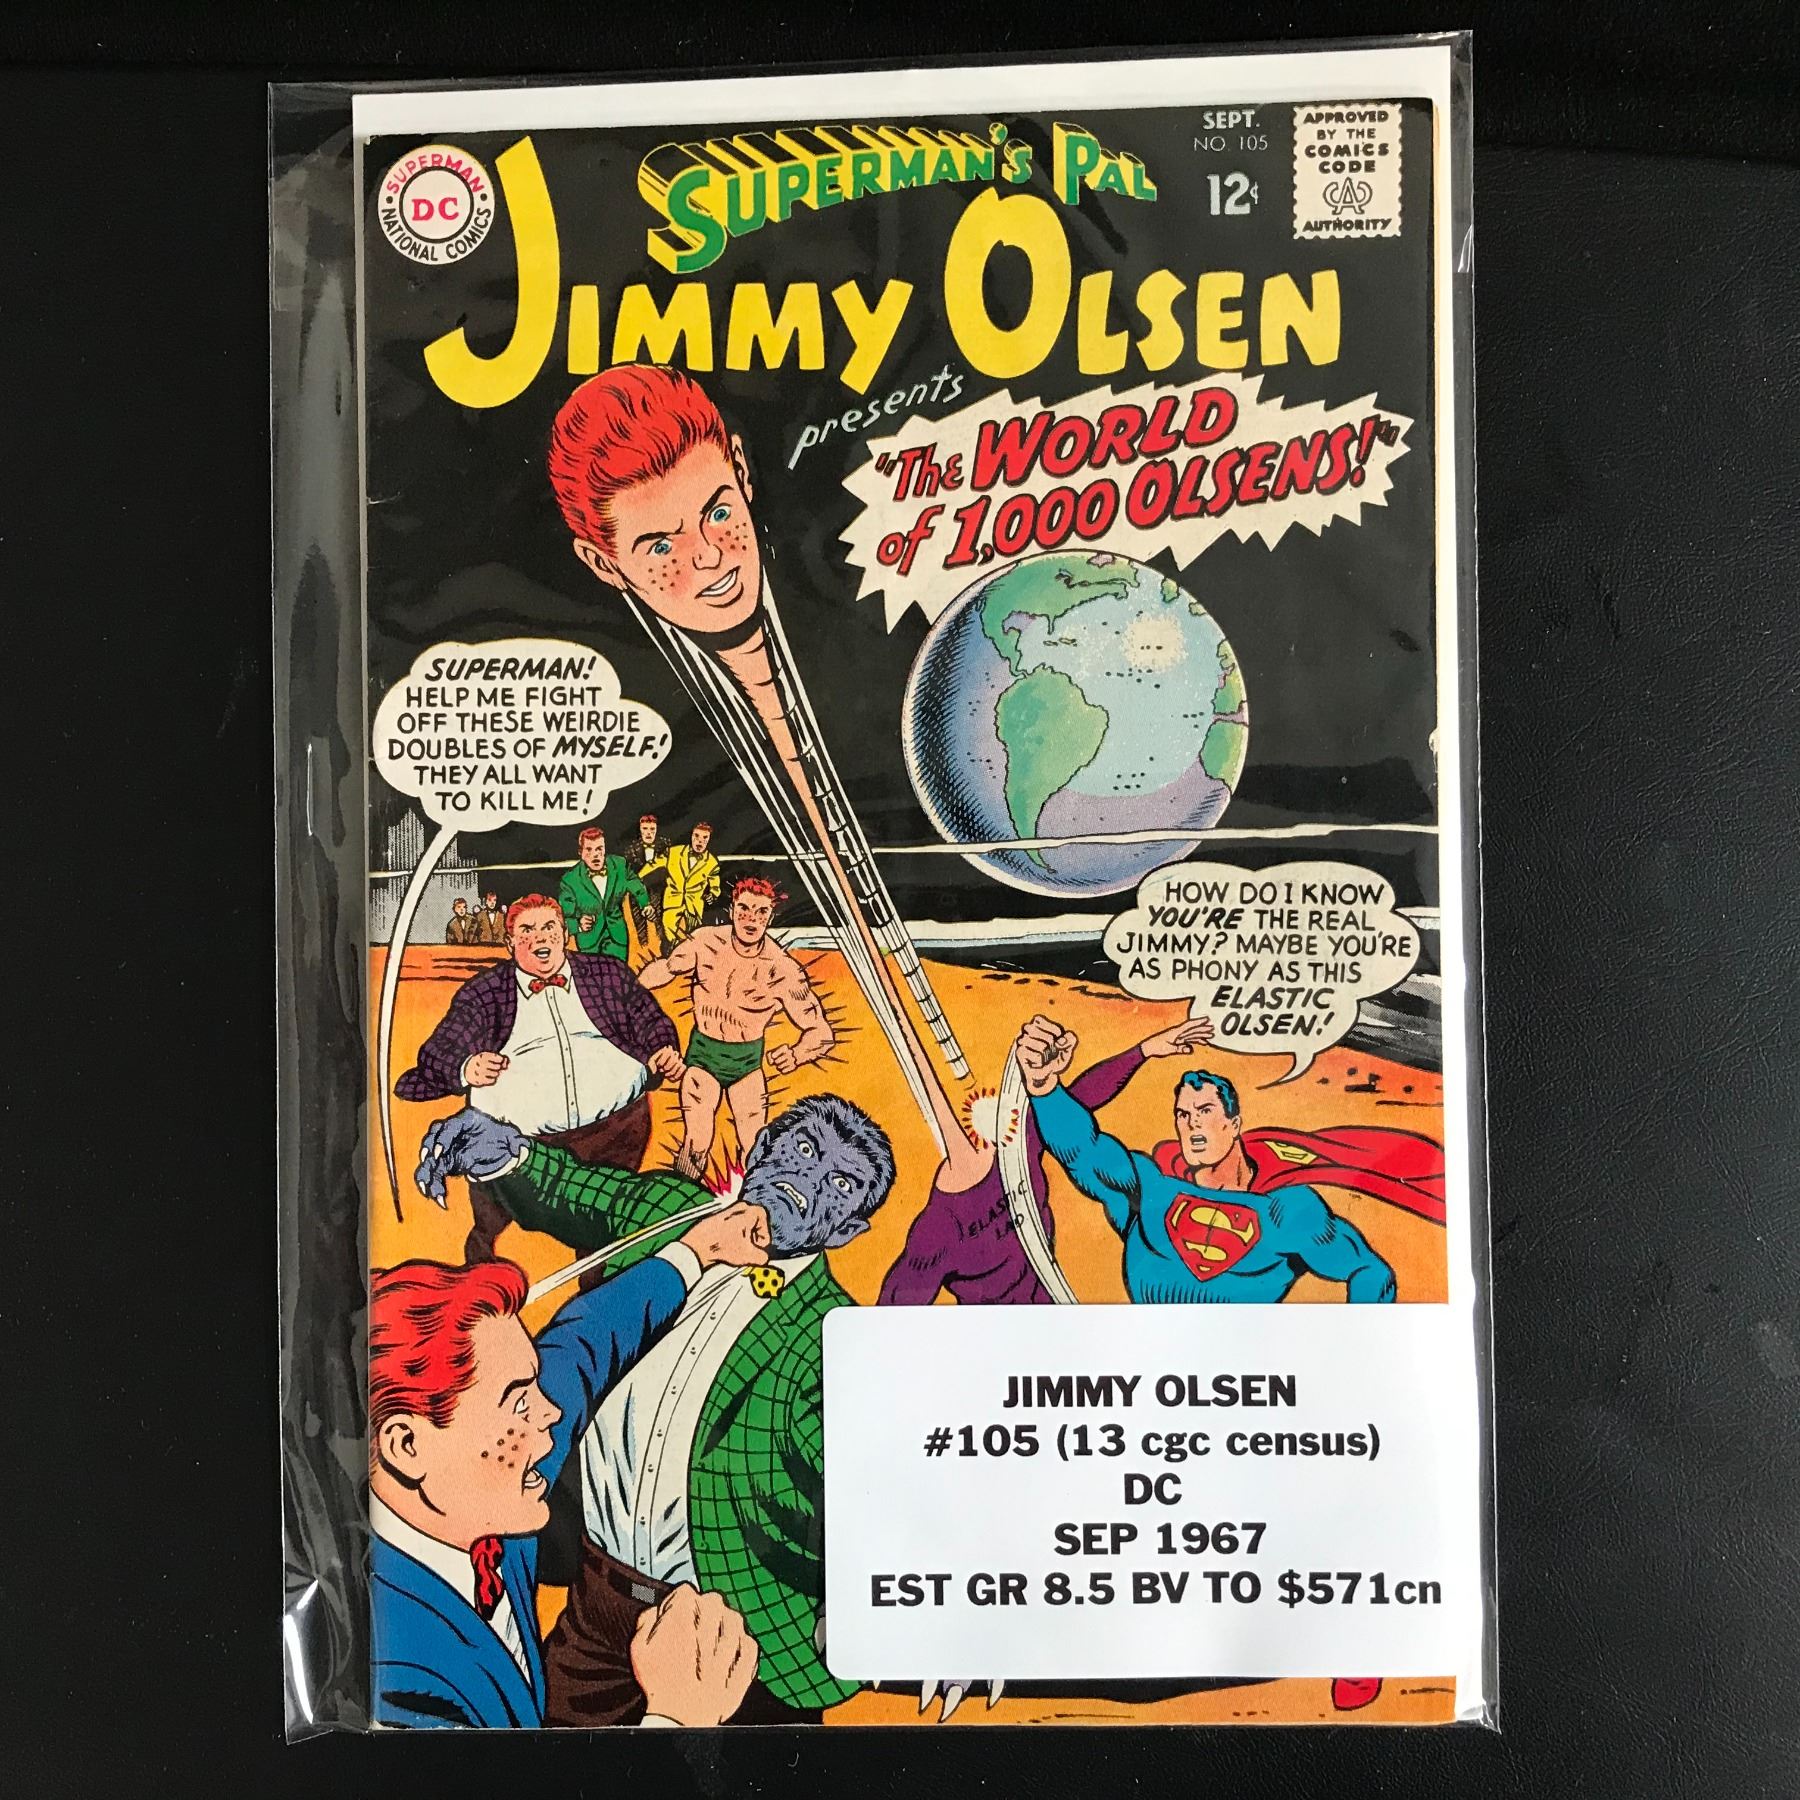 SUPERMAN
DC
NATIONAL COMICS
SUPERMAN'S PAL
JIMMY OLSEN
SEPT.
NO. 105
12¢
APPROVED
BY THE
COMICS
CODE
CA
AUTHORITY
presents
"The WORLD
of 1,000 OLSENS!"
SUPERMAN!
HELP ME FIGHT
OFF THESE WEIRDIE
DOUBLES OF MYSELF!
THEY ALL WANT
TO KILL ME!
HOW DO I KNOW
YOU'RE THE REAL
JIMMY? MAYBE YOU'RE
AS PHONY AS THIS
ELASTIC
OLSEN!
ELASTIC
LAD
S
JIMMY OLSEN
#105 (13 cgc census)
DC
SEP 1967
EST GR 8.5 BV TO $571cn